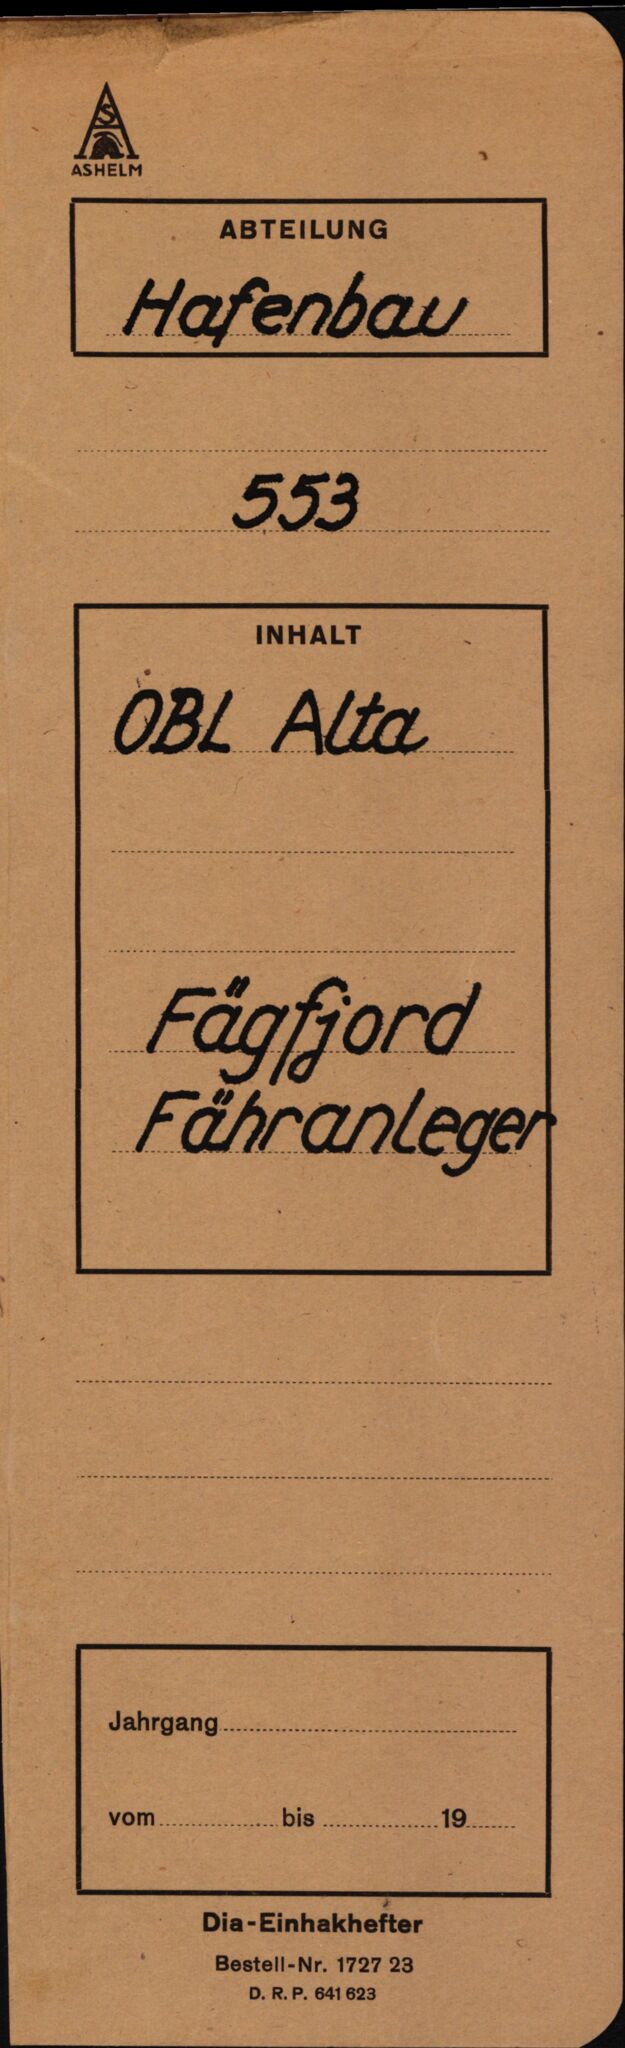 ASHELM
ABTEILUNG
Hafenbau
553
INHALT
OBL Alta
Fägfjord
Fähranleger
Jahrgang
vom bis 19
Dia-Einhakhefter
Bestell-Nr. 1727 23
D. R. P. 641 623